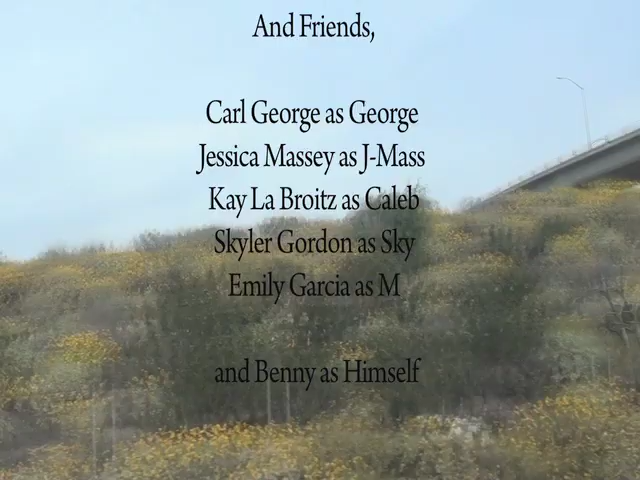 And Friends,
Carl George as George
Jessica Massey as J-Mass
Kay La Broitz as Caleb
Skyler Gordon as Sky
Emily Garcia as M
and Benny as Himself